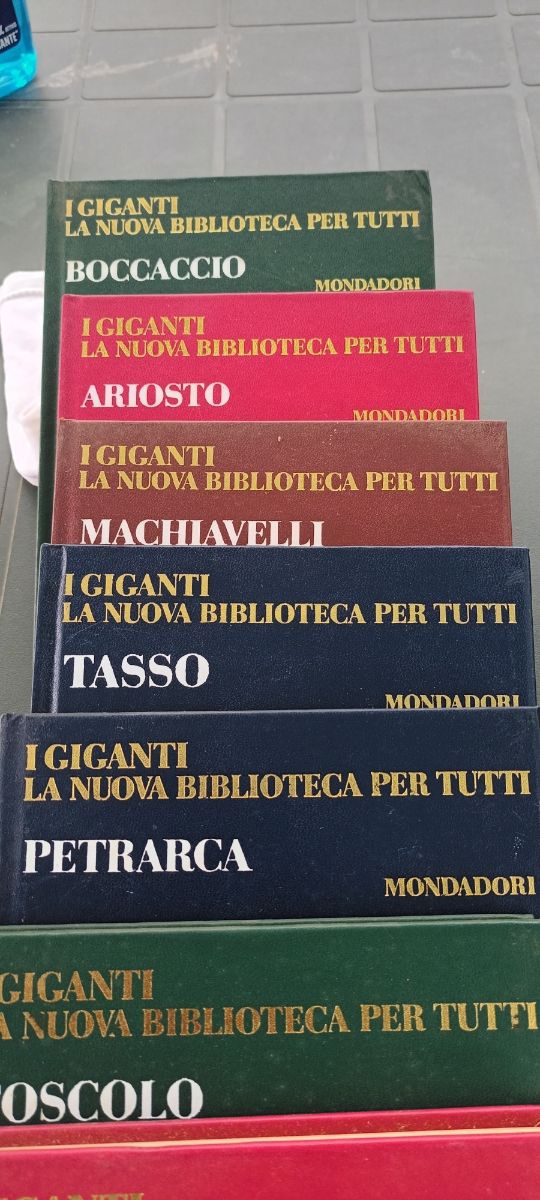 ANTE"
I GIGANTI
LA NUOVA BIBLIOTECA PER TUTTI
BOCCACCIO
MONDADORI
I GIGANTI
LA NUOVA BIBLIOTECA PER TUTTI
ARIOSTO
MONDADORI
I GIGANTI
LA NUOVA BIBLIOTECA PER TUTTI
MACHIAVELLI
I GIGANTI
LA NUOVA BIBLIOTECA PER TUTTI
TASSO
MONDADORI
I GIGANTI
LA NUOVA BIBLIOTECA PER TUTTI
PETRARCA
MONDADORI
GIGANTI
A NUOVA BIBLIOTECA PER TUTTI
OSCOLO
GIGANTI